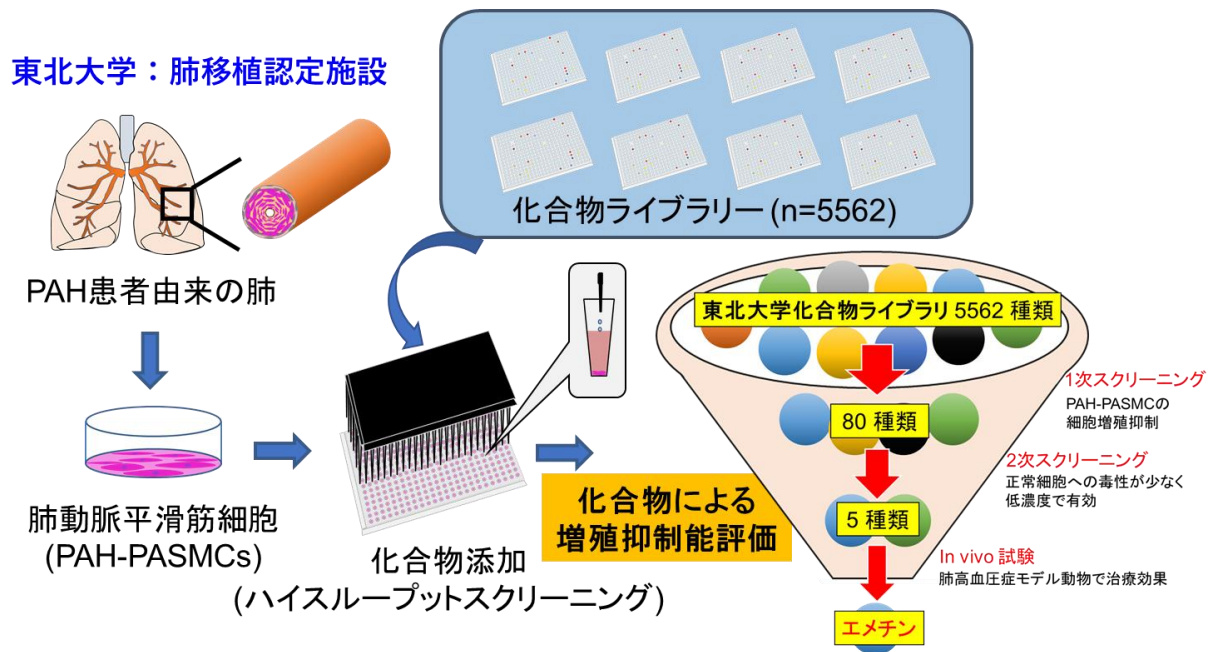 東北大学：肺移植認定施設
PAH患者由来の肺
肺動脈平滑筋細胞
(PAH-PASMCs)
化合物ライブラリー (n=5562)
化合物添加
(ハイスループットスクリーニング)
化合物による
増殖抑制能評価
東北大学化合物ライブラリ 5562 種類
1次スクリーニング
PAH-PASMCの
細胞増殖抑制
80 種類
2次スクリーニング
正常細胞への毒性が少なく
低濃度で有効
5 種類
In vivo 試験
肺高血圧症モデル動物で治療効果
エメチン